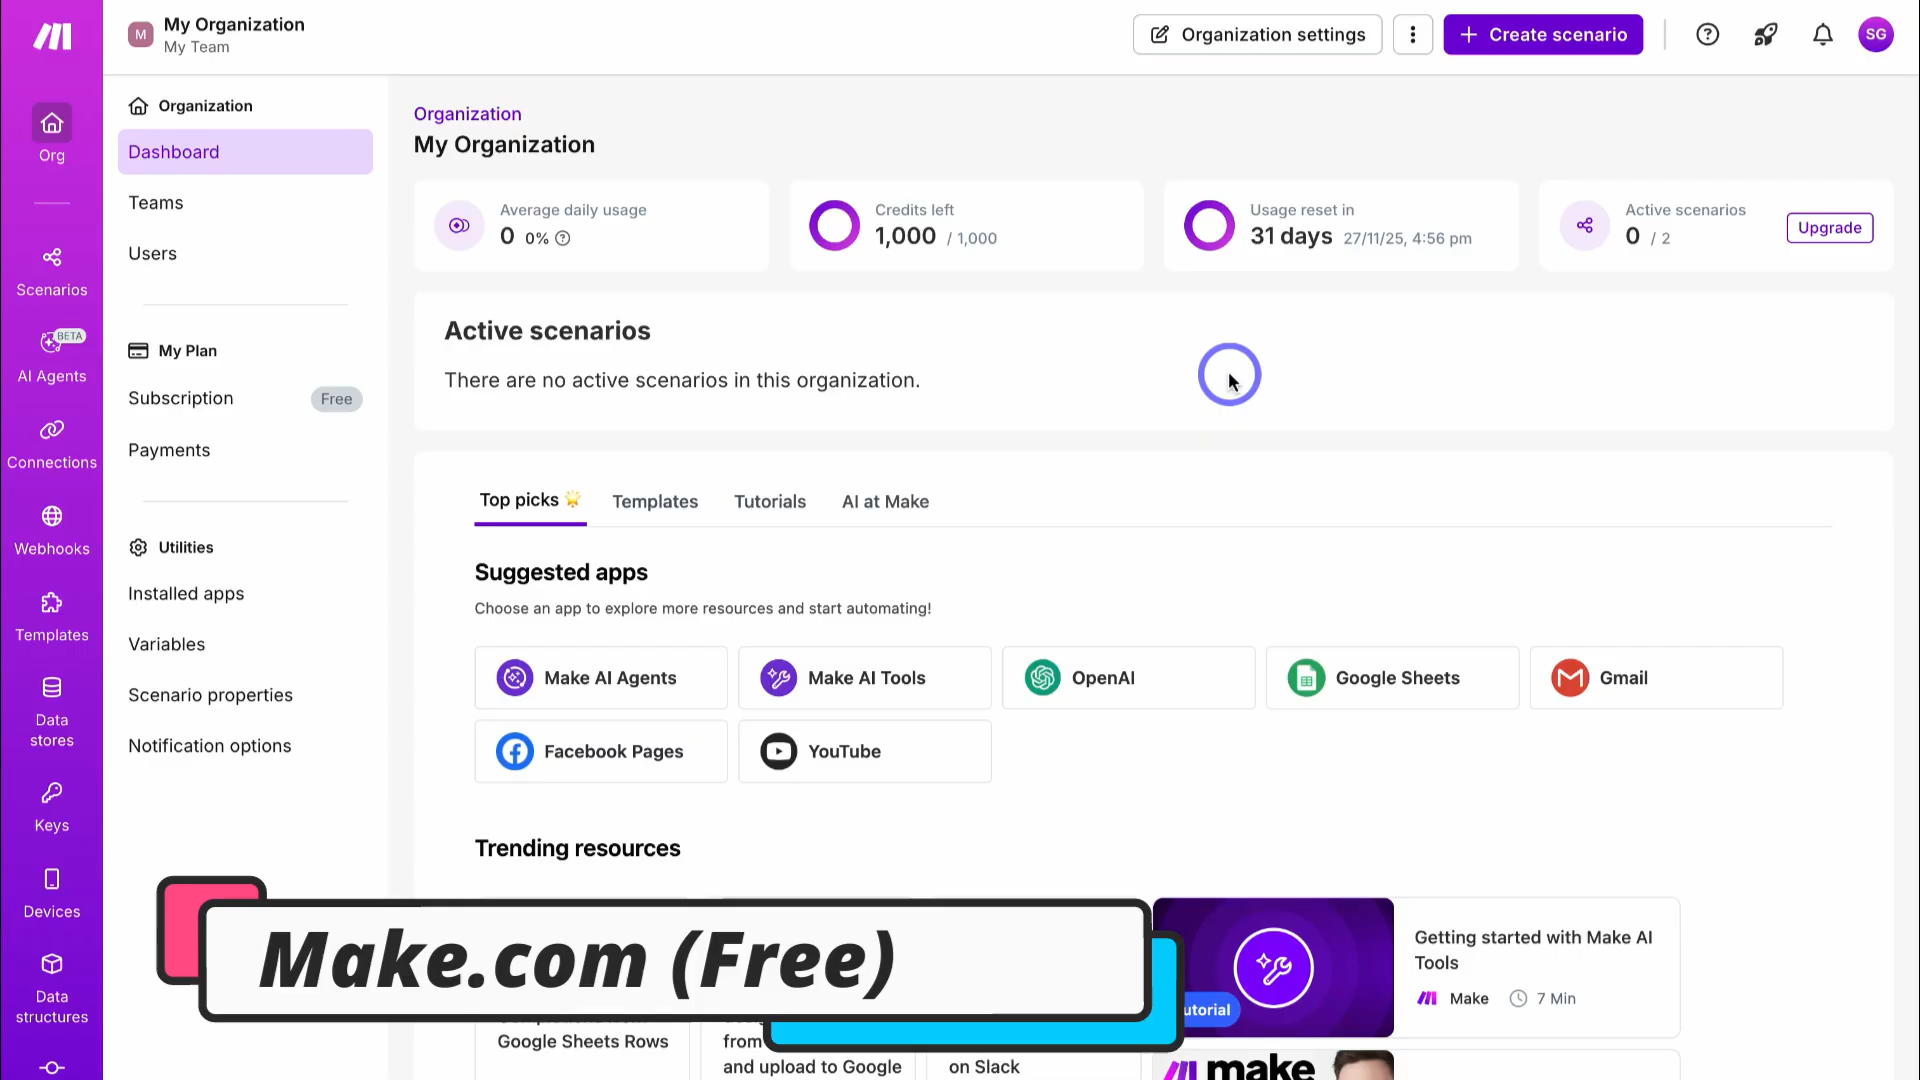 M
My Organization
My Team
Organization settings
Create scenario
SG
Org
Scenarios
BETA
AI Agents
Connections
Webhooks
Templates
Data
stores
Keys
Devices
Data
structures
Organization
Dashboard
Teams
Users
My Plan
Subscription
Free
Payments
Utilities
Installed apps
Variables
Scenario properties
Notification options
Organization
My Organization
Average daily usage
0 0%
Credits left
1,000 / 1,000
Usage reset in
31 days 27/11/25, 4:56 pm
Active scenarios
0 / 2
Upgrade
Active scenarios
There are no active scenarios in this organization.
Top picks
Templates
Tutorials
AI at Make
Suggested apps
Choose an app to explore more resources and start automating!
Make AI Agents
Make AI Tools
OpenAI
Google Sheets
Gmail
Facebook Pages
YouTube
Trending resources
Make.com (Free)
Google Sheets Rows
from
and upload to Google
on Slack
utorial
Getting started with Make AI
Tools
Make
7 Min
make